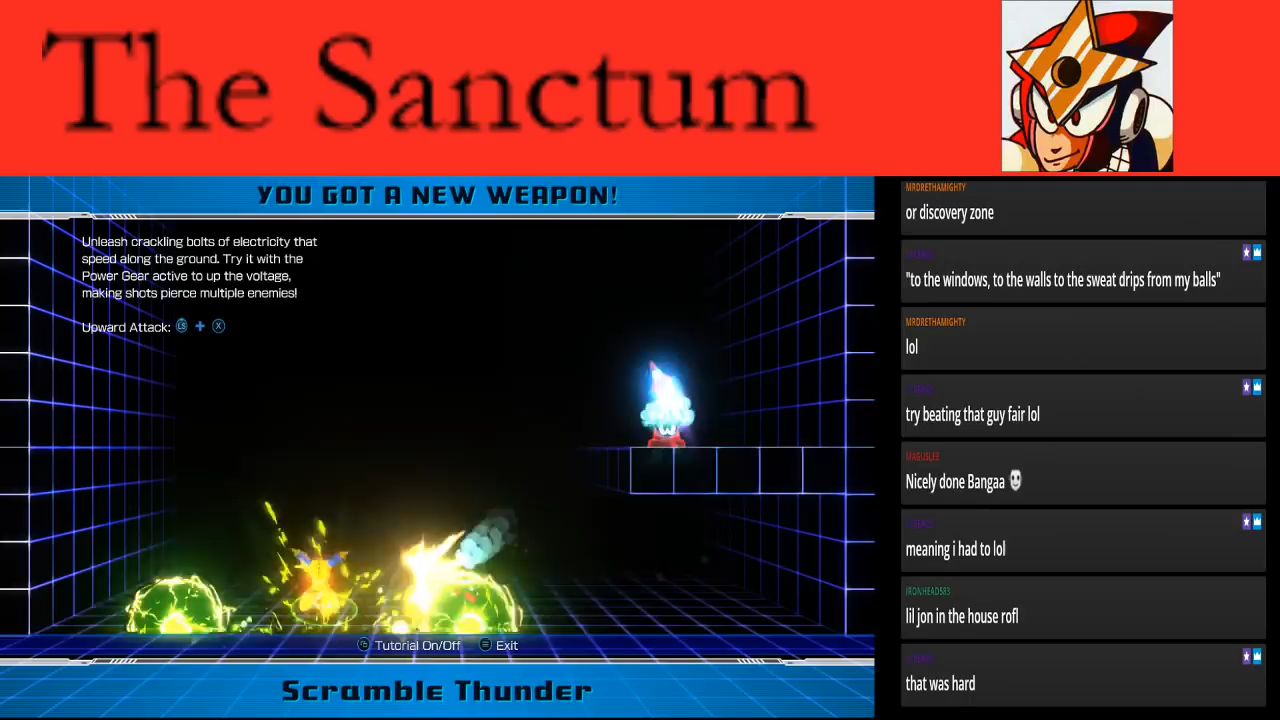 The Sanctum
YOU GOT A NEW WEAPON!
Unleash crackling bolts of electricity that
speed along the ground. Try it with the
Power Gear active to up the voltage,
making shots pierce multiple enemies!
Upward Attack: LS + X
Tutorial On/Off Exit
Scramble Thunder
MRDRETHAMIGHTY
or discovery zone
"to the windows, to the walls to the sweat drips from my balls"
MRDRETHAMIGHTY
lol
try beating that guy fair lol
MAGUSLEE
Nicely done Bangaa
meaning i had to lol
IRONHEAD583
lil jon in the house rofl
that was hard